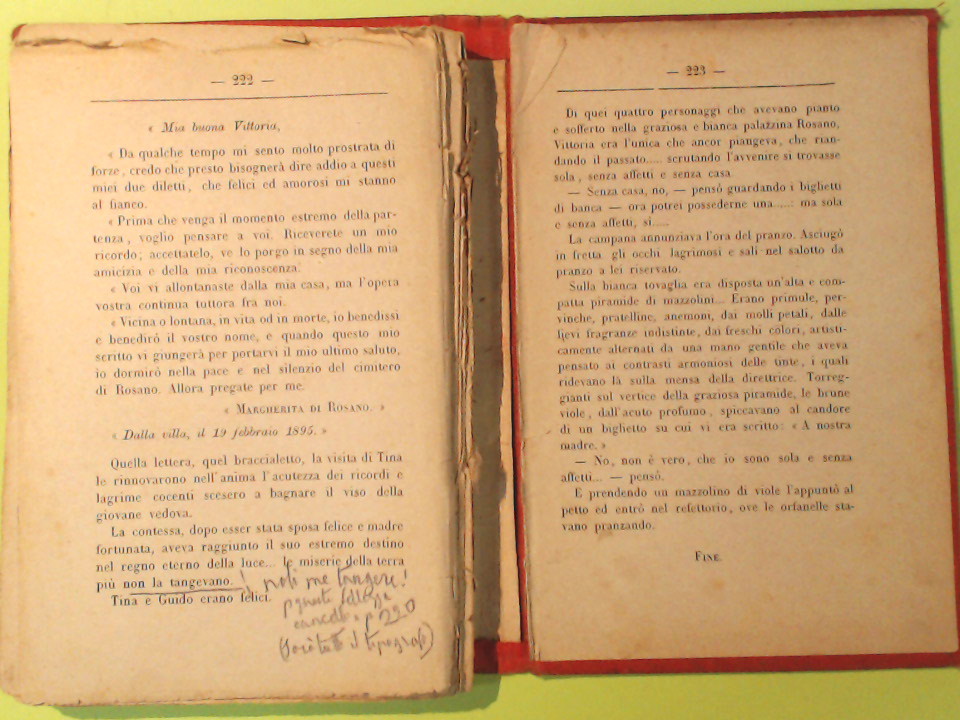 — 222 —
« Mia buona Vittoria,
« Da qualche tempo mi sento molto prostrata di
forze, credo che presto bisognerà dire addio a questi
miei due diletti, che felici ed amorosi mi stanno
al fianco.
« Prima che venga il momento estremo della par-
tenza, voglio pensare a voi. Riceverete un mio
ricordo; accettatelo, ve lo porgo in segno della mia
amicizia e della mia riconoscenza.
« Voi vi allontanaste dalla mia casa, ma l'opera
vostra continua tuttora fra noi.
« Vicina o lontana, in vita od in morte, io benedissi
e benedirò il vostro nome, e quando questo mio
scritto vi giungerà per portarvi il mio ultimo saluto,
io dormirò nella pace e nel silenzio del cimitero
di Rosano. Allora pregate per me.
« MARGHERITA DI ROSANO. »
« Dalla villa, il 19 febbraio 1895. »
Quella lettera, quel braccialetto, la visita di Tina
le rinnovarono nell'anima l'acutezza dei ricordi e
lagrime cocenti scesero a bagnare il viso della
giovane vedova.
La contessa, dopo esser stata sposa felice e madre
fortunata, aveva raggiunto il suo estremo destino
nel regno eterno della luce... le miserie della terra
più non la tangevano. ! noli me tangere!
Tina e Guido erano felici.
p 220
il tipografo)
— 223 —
Di quei quattro personaggi che avevano pianto
e sofferto nella graziosa e bianca palazzina Rosano,
Vittoria era l'unica che ancor piangeva, che rian-
dando il passato..... scrutando l'avvenire si trovasse
sola, senza affetti e senza casa
— Senza casa, no, — pensò guardando i biglietti
di banca — ora potrei possederne una.....: ma sola
e senza affetti, sì.....
La campana annunziava l'ora del pranzo. Asciugò
in fretta gli occhi lagrimosi e salì nel salotto da
pranzo a lei riservato.
Sulla bianca tovaglia era disposta un'alta e com-
patta piramide di mazzolini... Erano primule, per-
vinche, pratelline, anemoni, dai molli petali, dalle
lievi fragranze indistinte, dai freschi colori, artisti-
camente alternati da una mano gentile che aveva
pensato ai contrasti armoniosi delle tinte, i quali
ridevano là sulla mensa della direttrice. Torreg-
gianti sul vertice della graziosa piramide, le brune
viole, dall'acuto profumo, spiccavano al candore
di un biglietto su cui vi era scritto: « A nostra
madre. »
— No, non è vero, che io sono sola e senza
affetti... — pensò.
E prendendo un mazzolino di viole l'appuntò al
petto ed entrò nel refettorio, ove le orfanelle sta-
vano pranzando.
FINE.